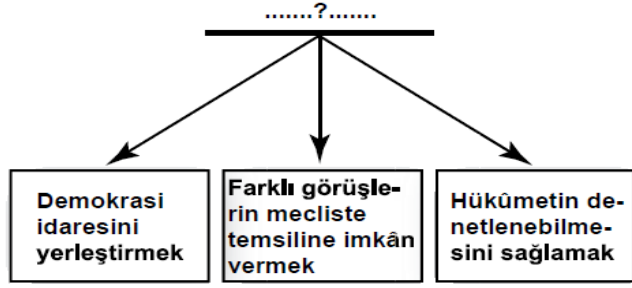 .......?.......
Demokrasi
idaresini
yerleştirmek
Farklı görüşle-
rin mecliste
temsiline imkân
vermek
Hükûmetin de-
netlenebilme-
sini sağlamak